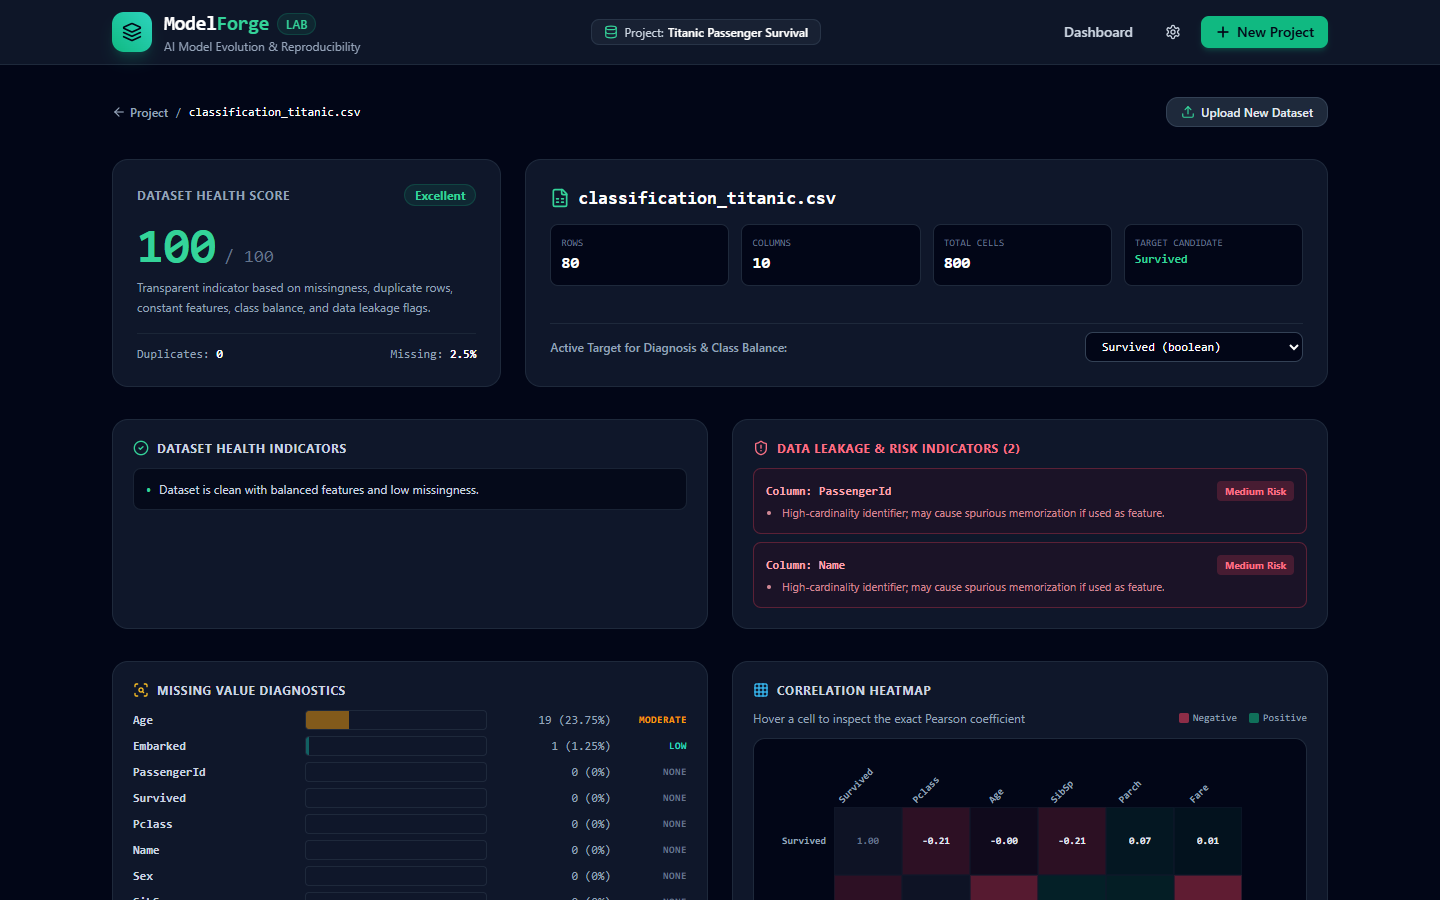 ModelForge LAB
AI Model Evolution & Reproducibility
Project: Titanic Passenger Survival
Dashboard
New Project
Project / classification_titanic.csv
Upload New Dataset
DATASET HEALTH SCORE
Excellent
100 / 100
Transparent indicator based on missingness, duplicate rows,
constant features, class balance, and data leakage flags.
Duplicates: 0
Missing: 2.5%
classification_titanic.csv
ROWS
80
COLUMNS
10
TOTAL CELLS
800
TARGET CANDIDATE
Survived
Active Target for Diagnosis & Class Balance:
Survived (boolean)
DATASET HEALTH INDICATORS
• Dataset is clean with balanced features and low missingness.
DATA LEAKAGE & RISK INDICATORS (2)
Column: PassengerId
Medium Risk
• High-cardinality identifier; may cause spurious memorization if used as feature.
Column: Name
Medium Risk
• High-cardinality identifier; may cause spurious memorization if used as feature.
MISSING VALUE DIAGNOSTICS
Age 19 (23.75%) MODERATE
Embarked 1 (1.25%) LOW
PassengerId 0 (0%) NONE
Survived 0 (0%) NONE
Pclass 0 (0%) NONE
Name 0 (0%) NONE
Sex 0 (0%) NONE
CORRELATION HEATMAP
Hover a cell to inspect the exact Pearson coefficient
Negative Positive
Survived Pclass Age SibSp Parch Fare
Survived 1.00 -0.21 -0.00 -0.21 0.07 0.01